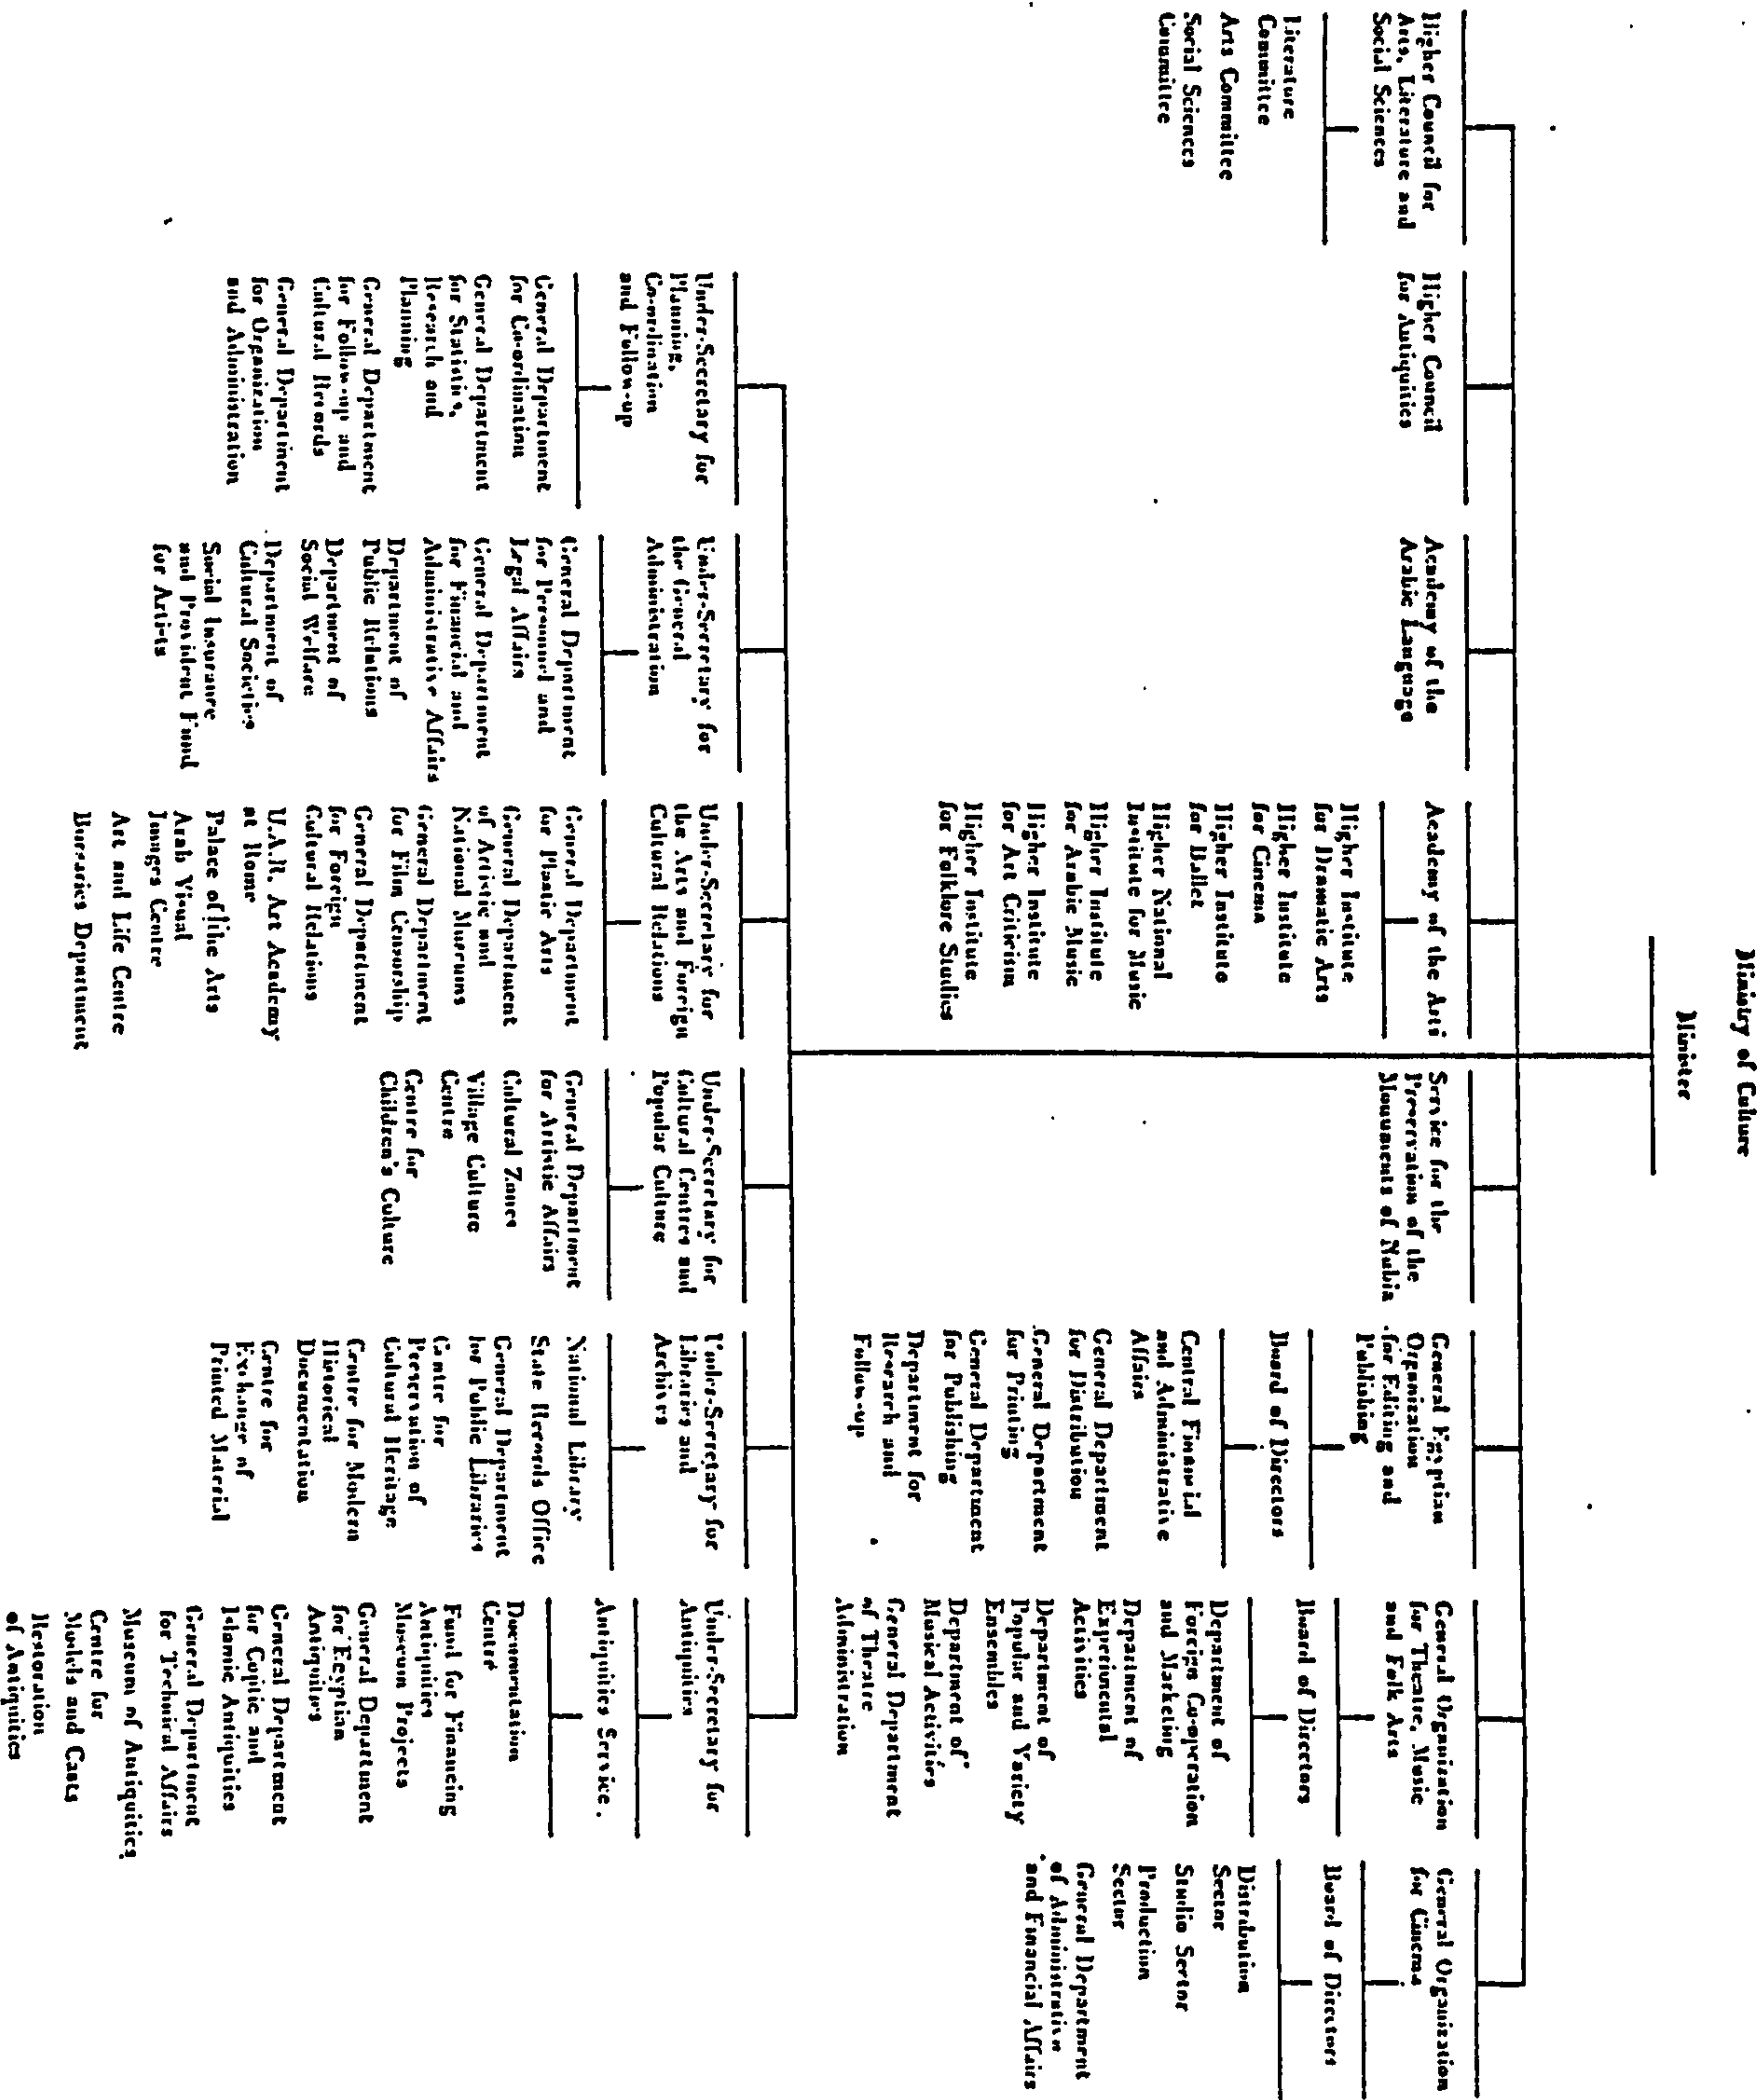 Ministry of Culture
Minister
Higher Council for
Arts, Literature and
Social Sciences
Literature
Committee
Arts Committee
Social Sciences
Committee
Higher Council
for Antiquities
Academy of the
Arabic Language
Academy of the Arts
Higher Institute
for Dramatic Arts
Higher Institute
for Cinema
Higher Institute
for Ballet
Higher National
Institute for Music
Higher Institute
for Arabic Music
Higher Institute
for Art Criticism
Higher Institute
for Folklore Studies
Service for the
Preservation of the
Monuments of Nubia
General Egyptian
Organization
for Editing and
Publishing
Board of Directors
Central Financial
and Administrative
Affairs
General Department
for Distribution
General Department
for Printing
General Department
for Publishing
Department for
Research and
Follow-up
General Organization
for Theatre, Music
and Folk Arts
Board of Directors
Department of
Foreign Co-operation
and Marketing
Department of
Experimental
Activities
Department of
Popular and Variety
Ensembles
Department of
Musical Activities
General Department
of Theatre
Administration
General Organization
for Cinema
Board of Directors
Distribution
Sector
Studio Sector
Production
Sector
General Department
of Administrative
and Financial Affairs
Under-Secretary for
Planning,
Co-ordination
and Follow-up
General Department
for Co-ordination
General Department
for Statistics,
Research and
Planning
General Department
for Follow-up and
Cultural Records
General Department
for Organization
and Administration
Under-Secretary for
the General
Administration
General Department
for Personnel and
Legal Affairs
General Department
for Financial and
Administrative Affairs
Department of
Public Relations
Department of
Social Welfare
Department of
Cultural Societies
Social Insurance
and Provident Fund
for Artists
Under-Secretary for
the Arts and Foreign
Cultural Relations
General Department
for Plastic Arts
General Department
of Artistic and
National Museums
General Department
for Film Censorship
General Department
for Foreign
Cultural Relations
U.A.R. Art Academy
at Rome
Palace of the Arts
Arab Visual
Images Centre
Art and Life Centre
Bursaries Department
Under-Secretary for
Cultural Centres and
Popular Culture
General Department
for Artistic Affairs
Cultural Zones
Village Culture
Centre
Centre for
Children's Culture
Under-Secretary for
Libraries and
Archives
National Library
State Records Office
General Department
for Public Libraries
Centre for
Preservation of
Cultural Heritage
Centre for Modern
Historical
Documentation
Centre for
Exchange of
Printed Material
Under-Secretary for
Antiquities
Antiquities Service.
Documentation
Centre
Fund for Financing
Antiquities
Museum Projects
General Department
for Egyptian
Antiquities
General Department
for Coptic and
Islamic Antiquities
General Department
for Technical Affairs
Museum of Antiquities
Centre for
Models and Casts
Restoration
of Antiquities